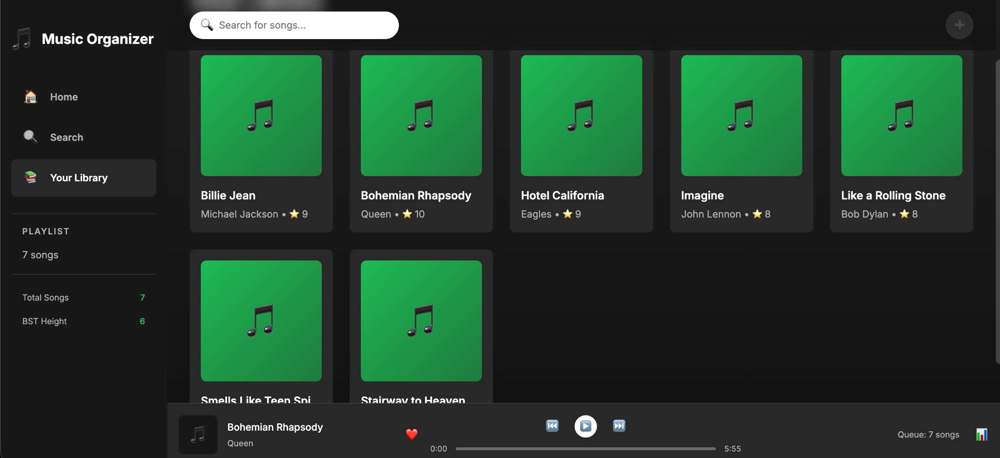 Music Organizer
Home
Search
Your Library
PLAYLIST
7 songs
Total Songs 7
BST Height 6
Search for songs...
Billie Jean
Michael Jackson • ⭐ 9
Bohemian Rhapsody
Queen • ⭐ 10
Hotel California
Eagles • ⭐ 9
Imagine
John Lennon • ⭐ 8
Like a Rolling Stone
Bob Dylan • ⭐ 8
Smells Like Teen Spi
Stairway to Heaven
Bohemian Rhapsody
Queen
0:00
5:55
Queue: 7 songs